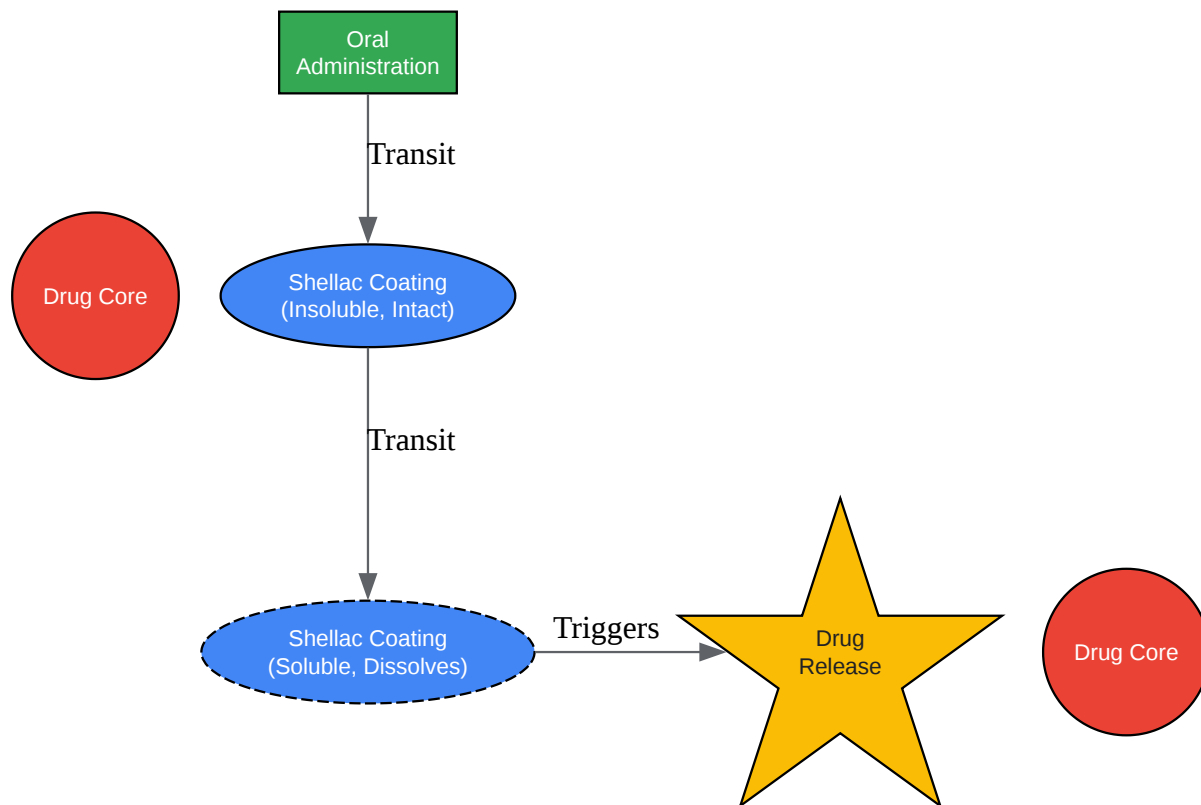 Oral
Administration
Transit
Drug Core
Shellac Coating
(Insoluble, Intact)
Transit
Shellac Coating
(Soluble, Dissolves)
Triggers
Drug
Release
Drug Core